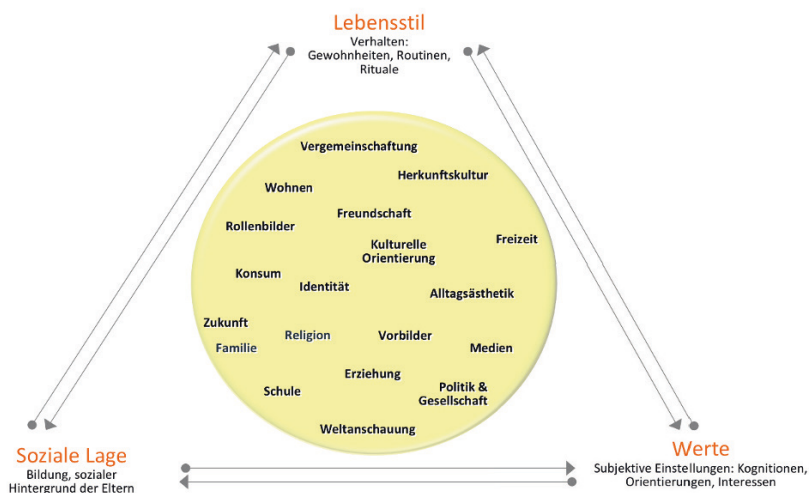 Lebensstil
Verhalten:
Gewohnheiten, Routinen,
Rituale
Vergemeinschaftung
Herkunftskultur
Wohnen
Freundschaft
Rollenbilder
Freizeit
Kulturelle
Orientierung
Konsum
Identität
Alltagsästhetik
Zukunft
Religion
Vorbilder
Familie
Medien
Erziehung
Schule
Politik &
Gesellschaft
Weltanschauung
Soziale Lage
Bildung, sozialer
Hintergrund der Eltern
Werte
Subjektive Einstellungen: Kognitionen,
Orientierungen, Interessen